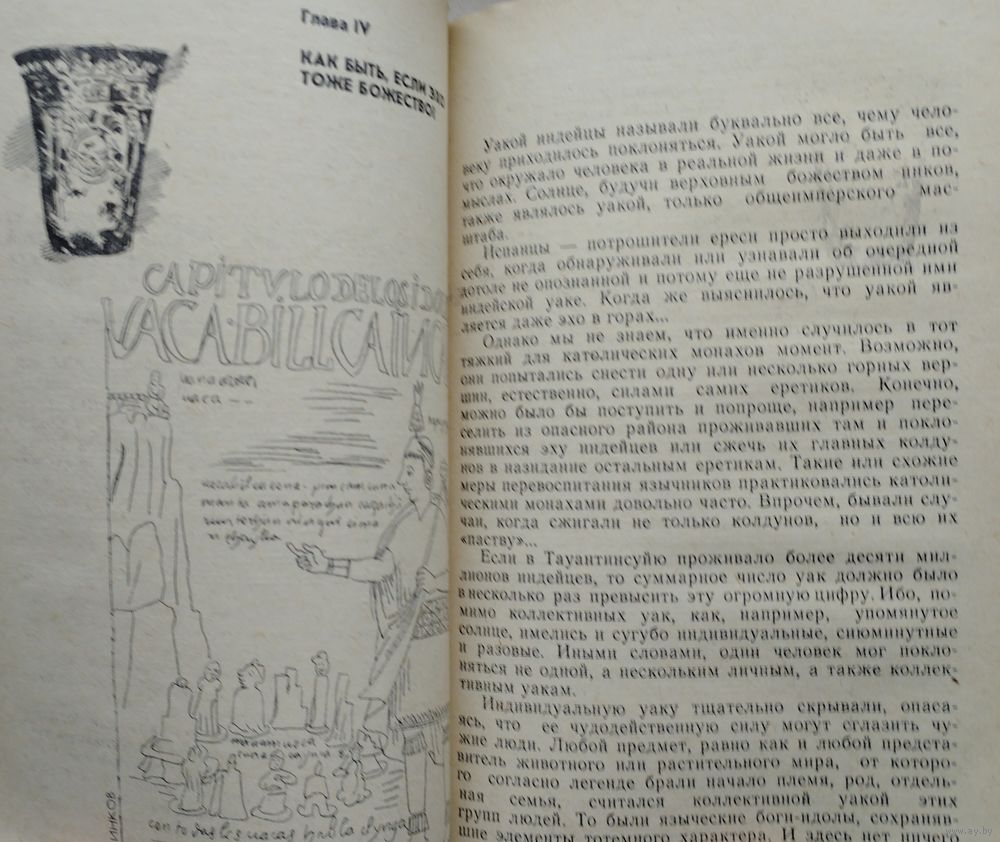 Глава IV
КАК БЫТЬ, ЕСЛИ ЭХО
ТОЖЕ БОЖЕСТВО?
CAPITVLO DE LOS IDO
VACA·BILLCAINC
Уакой индейцы называли буквально все, чему чело-
веку приходилось поклоняться. Уакой могло быть все,
что окружало человека в реальной жизни и даже в по-
мыслах. Солнце, будучи верховным божеством инков,
также являлось уакой, только общеимперского мас-
штаба.
Испанцы — потрошители ереси просто выходили из
себя, когда обнаруживали или узнавали об очередной
дотоле не опознанной и потому еще не разрушенной ими
индейской уаке. Когда же выяснилось, что уакой яв-
ляется даже эхо в горах...
Однако мы не знаем, что именно случилось в тот
тяжкий для католических монахов момент. Возможно,
они попытались снести одну или несколько горных вер-
шин, естественно, силами самих еретиков. Конечно,
можно было бы поступить и попроще, например пере-
селить из опасного района проживавших там и покло-
нявшихся эху индейцев или сжечь их главных колду-
нов в назидание остальным еретикам. Такие или схожие
меры перевоспитания язычников практиковались католи-
ческими монахами довольно часто. Впрочем, бывали слу-
чаи, когда сжигали не только колдунов, но и всю их
«паству»...
Если в Тауантинсуйю проживало более десяти мил-
лионов индейцев, то суммарное число уак должно было
в несколько раз превысить эту огромную цифру. Ибо, по-
мимо коллективных уак, как, например, упомянутое
солнце, имелись и сугубо индивидуальные, сиюминутные
и разовые. Иными словами, один человек мог покло-
няться не одной, а нескольким личным, а также коллек-
тивным уакам.
Индивидуальную уаку тщательно скрывали, опаса-
ясь, что ее чудодейственную силу могут сглазить чу-
жие люди. Любой предмет, равно как и любой предста-
витель животного или растительного мира, от которо-
го согласно легенде брали начало племя, род, отдель-
ная семья, считался коллективной уакой этих
групп людей. То были языческие боги-идолы, сохраняв-
шие элементы тотемного характера. И здесь нет ничего
ИНКОВ
www.ay.by